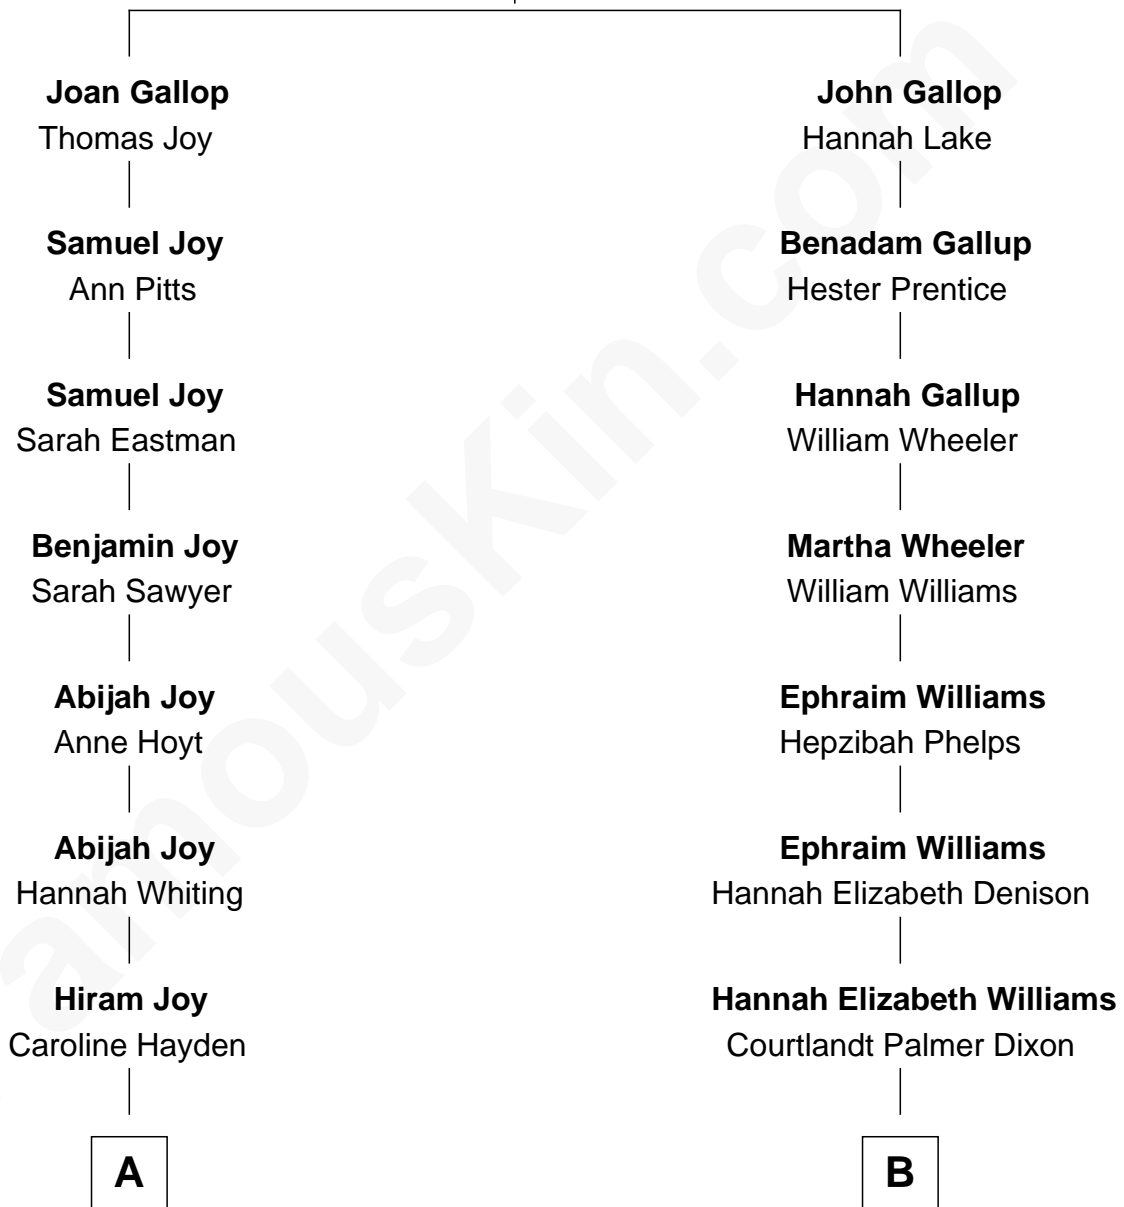 Joan Gallop
Thomas Joy
Samuel Joy
Ann Pitts
Samuel Joy
Sarah Eastman
Benjamin Joy
Sarah Sawyer
Abijah Joy
Anne Hoyt
Abijah Joy
Hannah Whiting
Hiram Joy
Caroline Hayden
A
John Gallop
Hannah Lake
Benadam Gallup
Hester Prentice
Hannah Gallup
William Wheeler
Martha Wheeler
William Williams
Ephraim Williams
Hepzibah Phelps
Ephraim Williams
Hannah Elizabeth Denison
Hannah Elizabeth Williams
Courtlandt Palmer Dixon
B
amousKin.com